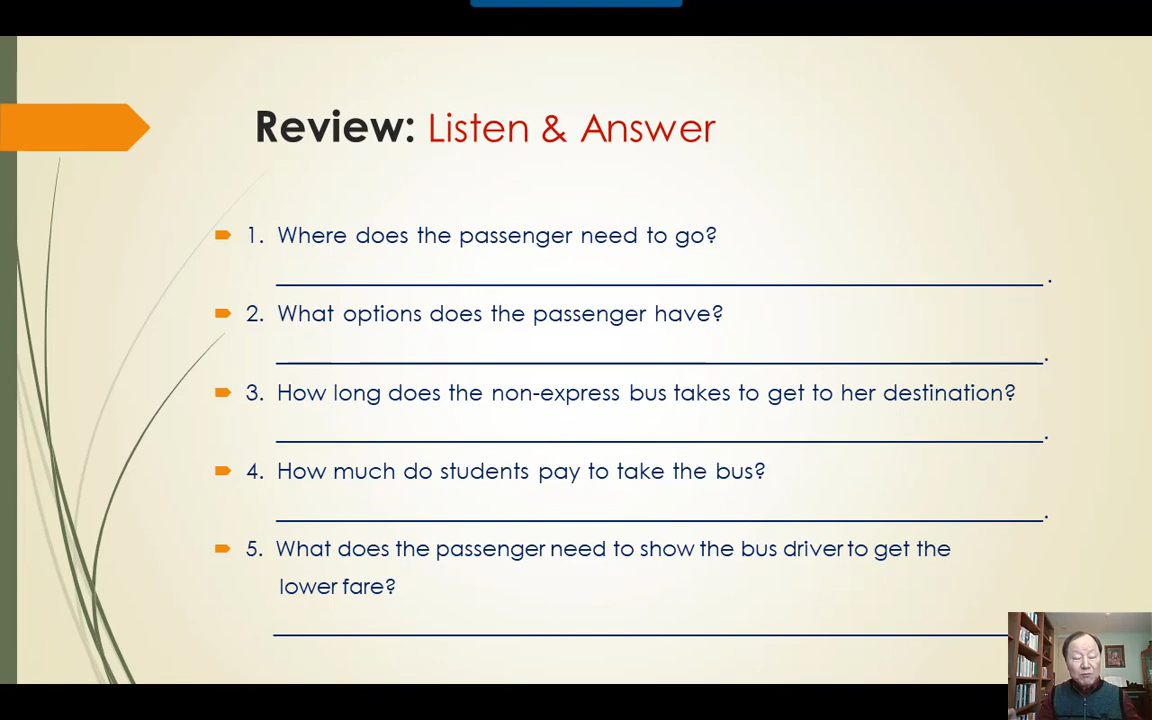 Review: Listen & Answer
1. Where does the passenger need to go?
.
2. What options does the passenger have?
.
3. How long does the non-express bus takes to get to her destination?
.
4. How much do students pay to take the bus?
.
5. What does the passenger need to show the bus driver to get the
lower fare?